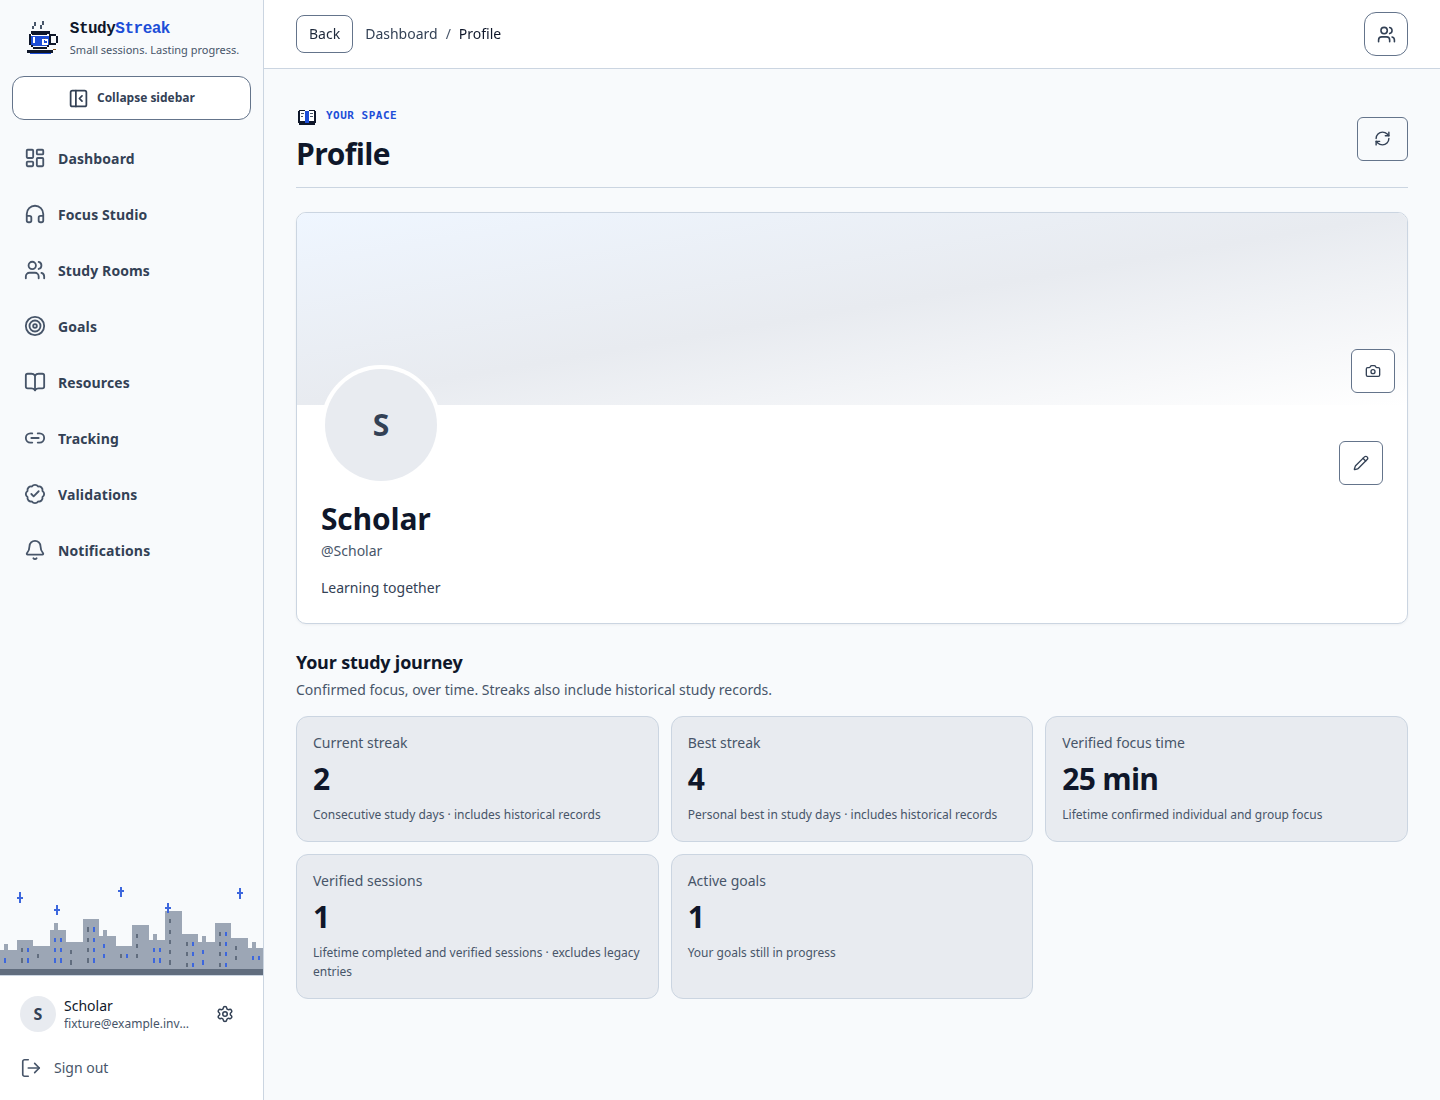 StudyStreak
Small sessions. Lasting progress.
Collapse sidebar
Dashboard
Focus Studio
Study Rooms
Goals
Resources
Tracking
Validations
Notifications
S
Scholar
fixture@example.inv...
Sign out
Back
Dashboard / Profile
YOUR SPACE
Profile
S
Scholar
@Scholar
Learning together
Your study journey
Confirmed focus, over time. Streaks also include historical study records.
Current streak
2
Consecutive study days · includes historical records
Best streak
4
Personal best in study days · includes historical records
Verified focus time
25 min
Lifetime confirmed individual and group focus
Verified sessions
1
Lifetime completed and verified sessions · excludes legacy
entries
Active goals
1
Your goals still in progress